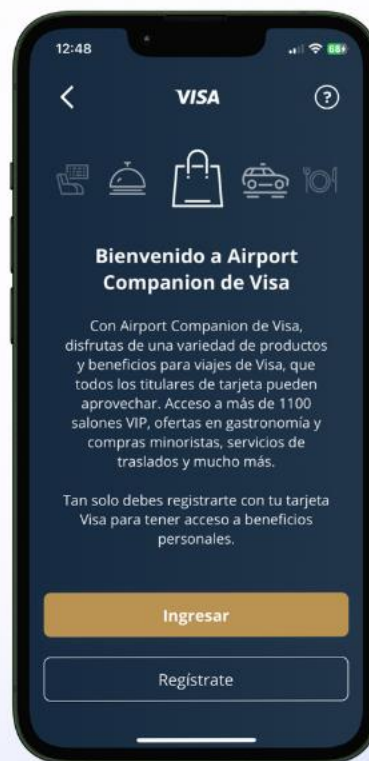 12:48
68
VISA
?
Bienvenido a Airport
Companion de Visa
Con Airport Companion de Visa,
disfrutas de una variedad de productos
y beneficios para viajes de Visa, que
todos los titulares de tarjeta pueden
aprovechar. Acceso a más de 1100
salones VIP, ofertas en gastronomía y
compras minoristas, servicios de
traslados y mucho más.
Tan solo debes registrarte con tu tarjeta
Visa para tener acceso a beneficios
personales.
Ingresar
Regístrate